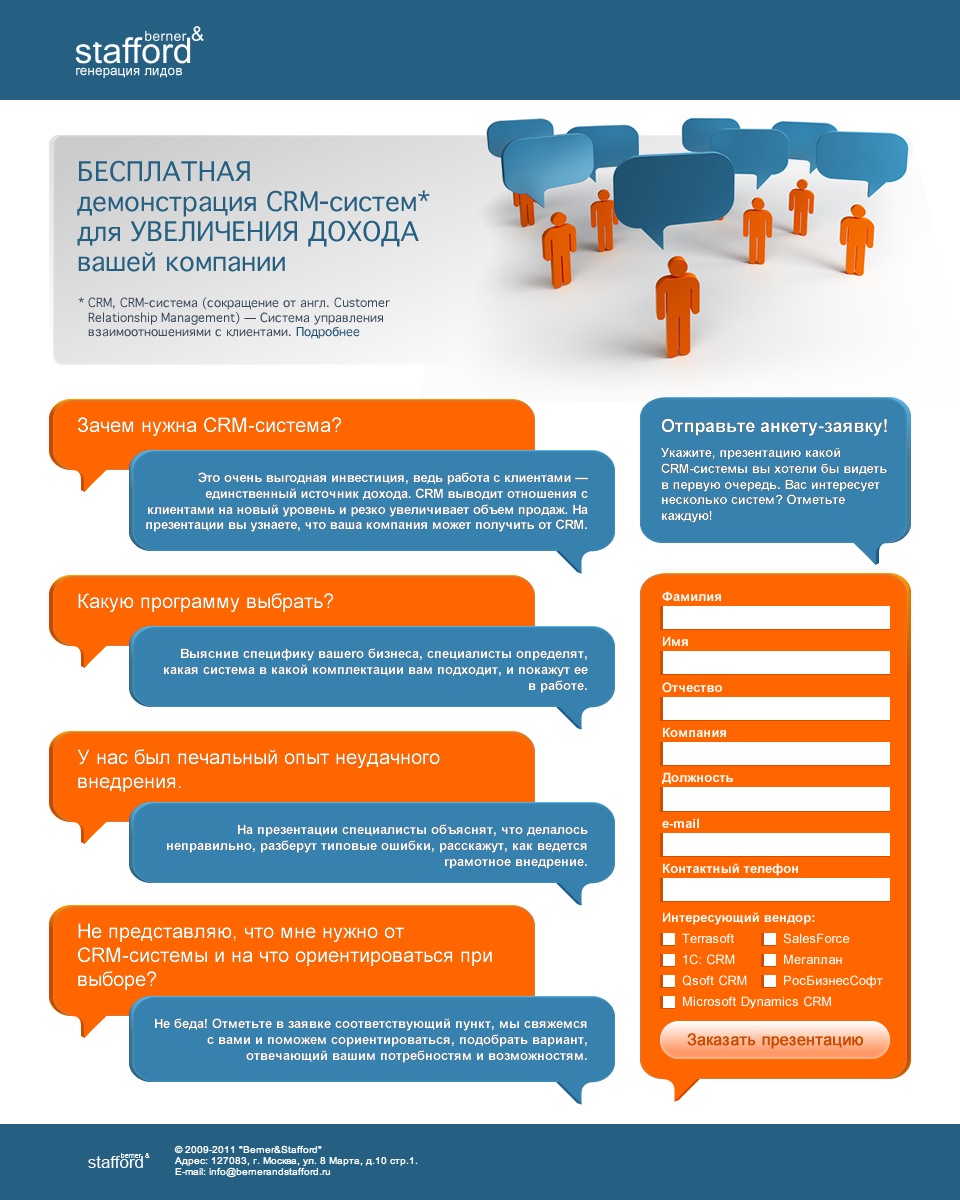 berner &
stafford
генерация лидов
БЕСПЛАТНАЯ
демонстрация CRM-систем*
для УВЕЛИЧЕНИЯ ДОХОДА
вашей компании
* CRM, CRM-система (сокращение от англ. Customer
Relationship Management) — Система управления
взаимоотношениями с клиентами. Подробнее
Зачем нужна CRM-система?
Это очень выгодная инвестиция, ведь работа с клиентами —
единственный источник дохода. CRM выводит отношения с
клиентами на новый уровень и резко увеличивает объем продаж. На
презентации вы узнаете, что ваша компания может получить от CRM.
Какую программу выбрать?
Выяснив специфику вашего бизнеса, специалисты определят,
какая система в какой комплектации вам подходит, и покажут ее
в работе.
У нас был печальный опыт неудачного
внедрения.
На презентации специалисты объяснят, что делалось
неправильно, разберут типовые ошибки, расскажут, как ведется
грамотное внедрение.
Не представляю, что мне нужно от
CRM-системы и на что ориентироваться при
выборе?
Не беда! Отметьте в заявке соответствующий пункт, мы свяжемся
с вами и поможем сориентироваться, подобрать вариант,
отвечающий вашим потребностям и возможностям.
Отправьте анкету-заявку!
Укажите, презентацию какой
CRM-системы вы хотели бы видеть
в первую очередь. Вас интересует
несколько систем? Отметьте
каждую!
Фамилия
Имя
Отчество
Компания
Должность
e-mail
Контактный телефон
Интересующий вендор:
Terrasoft SalesForce
1С: CRM Мегаплан
Qsoft CRM РосБизнесСофт
Microsoft Dynamics CRM
Заказать презентацию
berner &
stafford
© 2009-2011 "Berner&Stafford"
Адрес: 127083, г. Москва, ул. 8 Марта, д.10 стр.1.
E-mail: info@bernerandstafford.ru